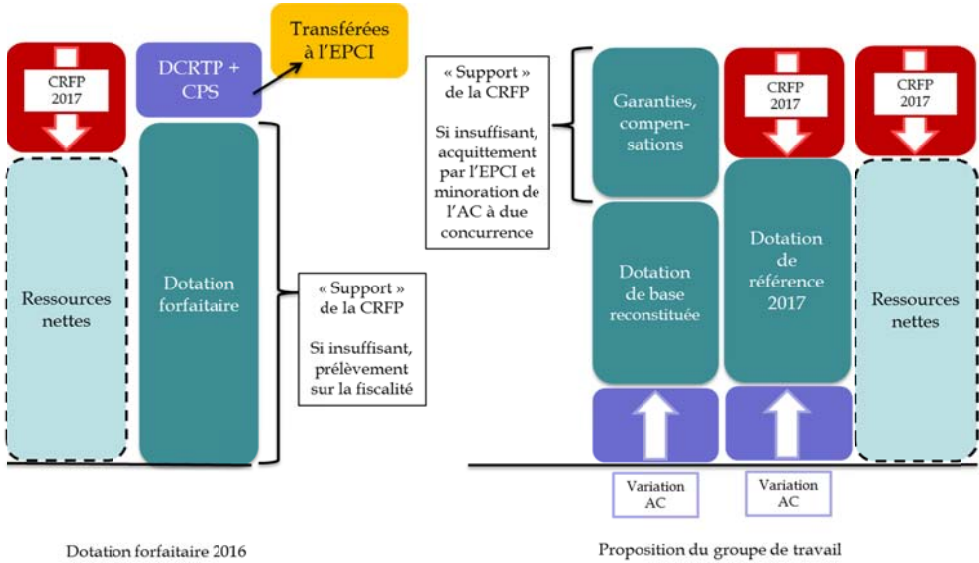 CRFP
2017
Ressources
nettes
DCRTP +
CPS
Transférées
à l'EPCI
Dotation
forfaitaire
« Support »
de la CRFP
Si insuffisant,
prélèvement
sur la fiscalité
Dotation forfaitaire 2016
« Support »
de la CRFP
Si insuffisant,
acquittement
par l'EPCI et
minoration de
l'AC à due
concurrence
Garanties,
compen-
sations
Dotation
de base
reconstituée
Variation
AC
CRFP
2017
Dotation
de
référence
2017
Variation
AC
CRFP
2017
Ressources
nettes
Proposition du groupe de travail